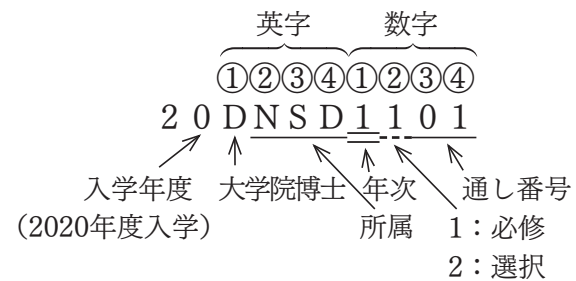 英字 数字
①②③④①②③④
20DNSD1101
入学年度 大学院博士 年次 通し番号
（2020年度入学） 所属 1：必修
2：選択